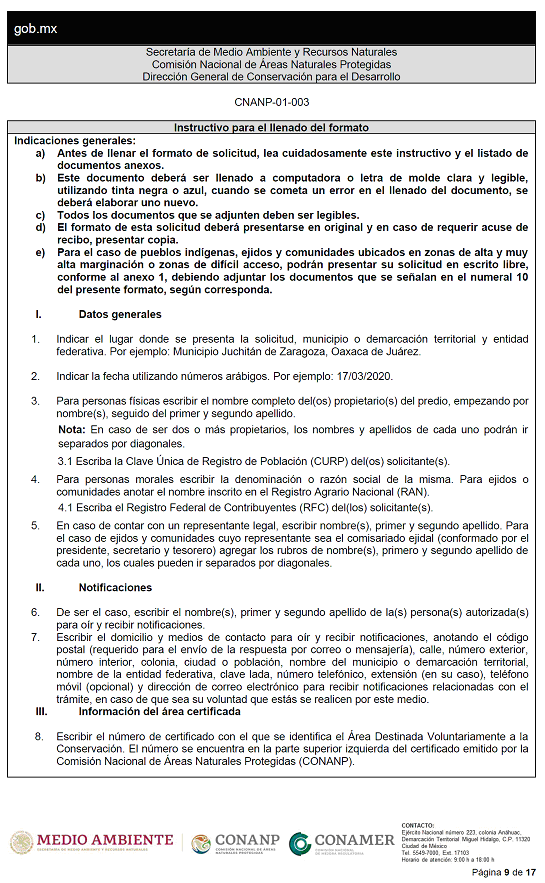 gob.mx
Secretaría de Medio Ambiente y Recursos Naturales
Comisión Nacional de Áreas Naturales Protegidas
Dirección General de Conservación para el Desarrollo
CNANP-01-003
Instructivo para el llenado del formato
Indicaciones generales:
a) Antes de llenar el formato de solicitud, lea cuidadosamente este instructivo y el listado de
documentos anexos.
b) Este documento deberá ser llenado a computadora o letra de molde clara y legible,
utilizando tinta negra o azul, cuando se cometa un error en el llenado del documento, se
deberá elaborar uno nuevo.
c) Todos los documentos que se adjunten deben ser legibles.
d) El formato de esta solicitud deberá presentarse en original y en caso de requerir acuse de
recibo, presentar copia.
e) Para el caso de pueblos indígenas, ejidos y comunidades ubicados en zonas de alta y muy
alta marginación o zonas de difícil acceso, podrán presentar su solicitud en escrito libre,
conforme al anexo 1, debiendo adjuntar los documentos que se señalan en el numeral 10
del presente formato, según corresponda.
I. Datos generales
1. Indicar el lugar donde se presenta la solicitud, municipio o demarcación territorial y entidad
federativa. Por ejemplo: Municipio Juchitán de Zaragoza, Oaxaca de Juárez.
2. Indicar la fecha utilizando números arábigos. Por ejemplo: 17/03/2020.
3. Para personas físicas escribir el nombre completo del(os) propietario(s) del predio, empezando por
nombre(s), seguido del primer y segundo apellido.
Nota: En caso de ser dos o más propietarios, los nombres y apellidos de cada uno podrán ir
separados por diagonales.
3.1 Escriba la Clave Única de Registro de Población (CURP) del(os) solicitante(s).
4. Para personas morales escribir la denominación o razón social de la misma. Para ejidos o
comunidades anotar el nombre inscrito en el Registro Agrario Nacional (RAN).
4.1 Escriba el Registro Federal de Contribuyentes (RFC) del(los) solicitante(s).
5. En caso de contar con un representante legal, escribir nombre(s), primer y segundo apellido. Para
el caso de ejidos y comunidades cuyo representante sea el comisariado ejidal (conformado por el
presidente, secretario y tesorero) agregar los rubros de nombre(s), primero y segundo apellido de
cada uno, los cuales pueden ir separados por diagonales.
II. Notificaciones
6. De ser el caso, escribir el nombre(s), primer y segundo apellido de la(s) persona(s) autorizada(s)
para oír y recibir notificaciones.
7. Escribir el domicilio y medios de contacto para oír y recibir notificaciones, anotando el código
postal (requerido para el envío de la respuesta por correo o mensajería), calle, número exterior,
número interior, colonia, ciudad o población, nombre del municipio o demarcación territorial,
nombre de la entidad federativa, clave lada, número telefónico, extensión (en su caso), teléfono
móvil (opcional) y dirección de correo electrónico para recibir notificaciones relacionadas con el
trámite, en caso de que sea su voluntad que estás se realicen por este medio.
III. Información del área certificada
8. Escribir el número de certificado con el que se identifica el Área Destinada Voluntariamente a la
Conservación. El número se encuentra en la parte superior izquierda del certificado emitido por la
Comisión Nacional de Áreas Naturales Protegidas (CONANP).
MEDIO AMBIENTE
SECRETARÍA DE MEDIO AMBIENTE Y RECURSOS NATURALES
CONANP
COMISIÓN NACIONAL DE ÁREAS
NATURALES PROTEGIDAS
CONAMER
COMISIÓN NACIONAL
DE MEJORA REGULATORIA
CONTACTO:
Ejército Nacional número 223, colonia Anáhuac,
Demarcación Territorial Miguel Hidalgo, C.P. 11320
Ciudad de México
Tel. 5549-7000, Ext. 17103
Horario de atención: 9:00 h a 18:00 h
Página 9 de 17